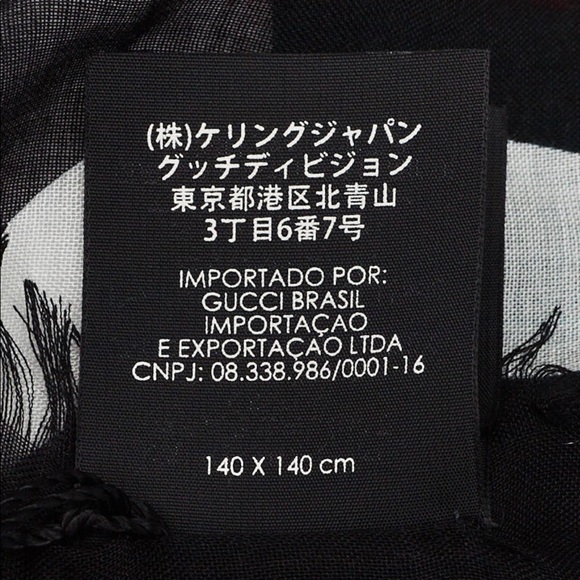 (株)ケリングジャパン
グッチディビジョン
東京都港区北青山
3丁目6番7号
IMPORTADO POR:
GUCCI BRASIL
IMPORTAÇAO
E EXPORTAÇAO LTDA
CNPJ: 08.338.986/0001-16
140 X 140 cm